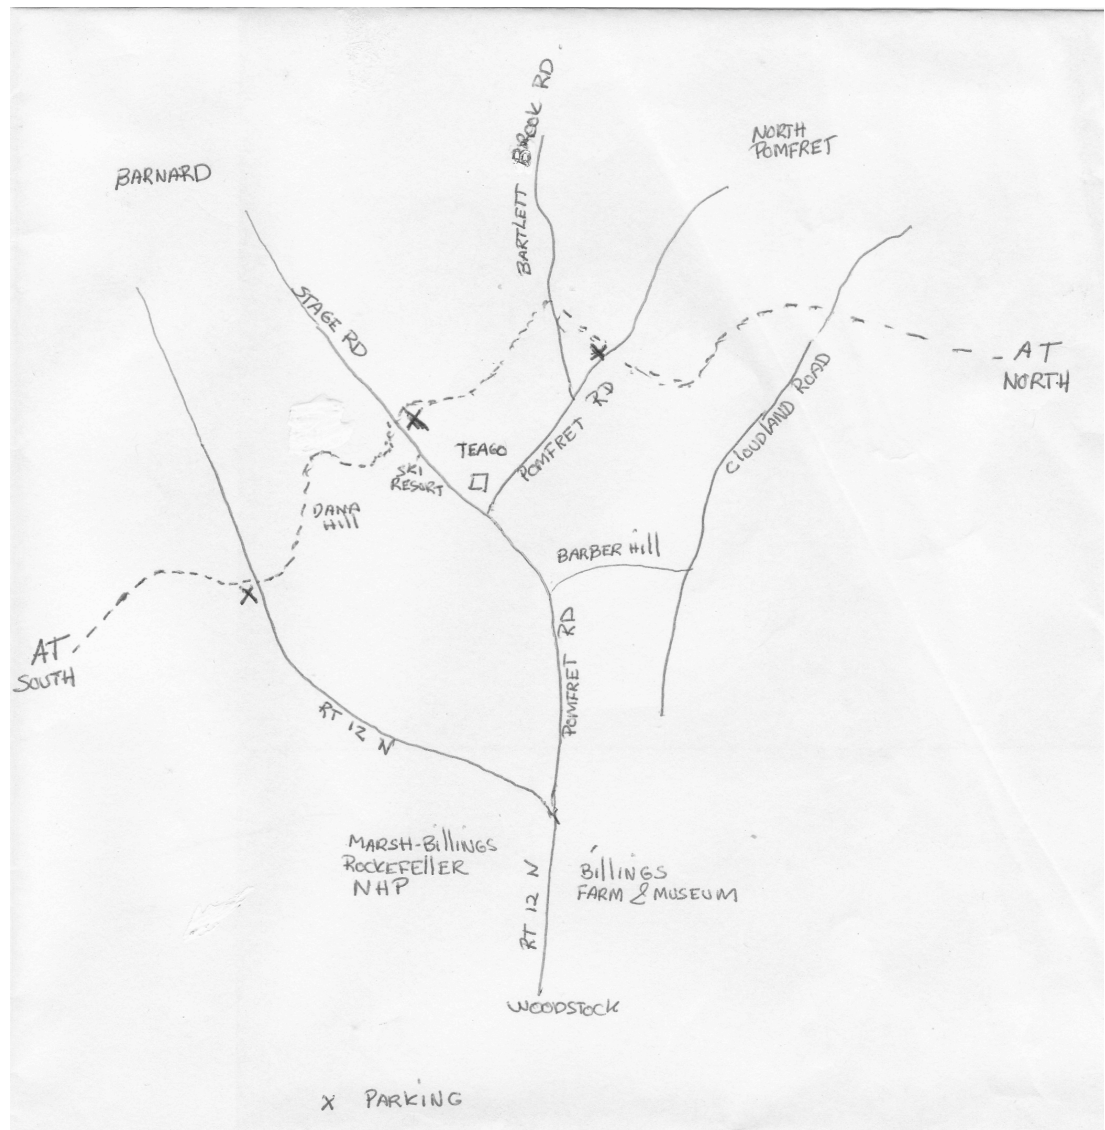 BARTLETT BROOK RD
NORTH
POMFRET
BARNARD
STAGE RD
AT
NORTH
CLOUDLAND ROAD
POMFRET RD
TEAGO
SKI
RESORT
DANA
Hill
BARBER Hill
AT
SOUTH
POMFRET RD
RT 12 N
MARSH-BillINGS
ROCKEFEllER
NHP
BillINGS
FARM & MUSEUM
RT 12 N
WOODSTOCK
x PARKiNG